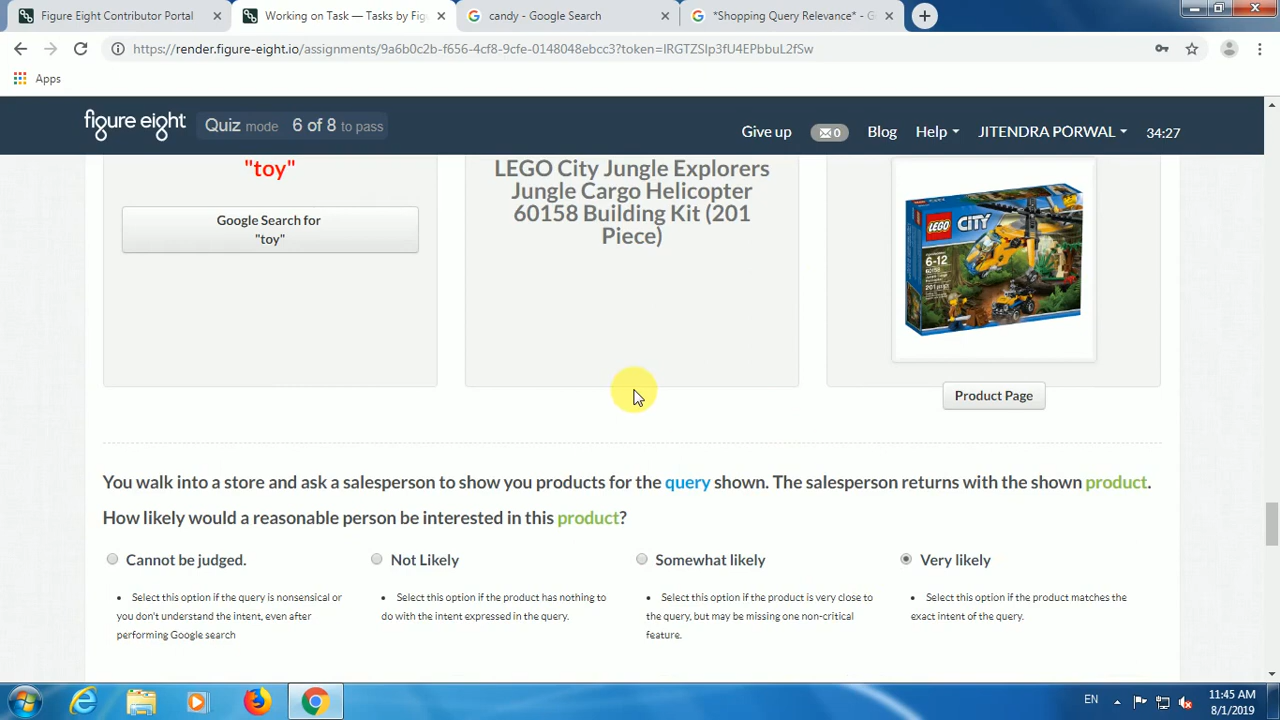 Figure Eight Contributor Portal
Working on Task — Tasks by Fig
candy - Google Search
*Shopping Query Relevance* - G
https://render.figure-eight.io/assignments/9a6b0c2b-f656-4cf8-9cfe-0148048ebcc3?token=lRGTZSlp3fU4EPbbuL2fSw
Apps
figure eight
Quiz mode 6 of 8 to pass
Give up
0
Blog
Help
JITENDRA PORWAL
34:27
"toy"
Google Search for
"toy"
LEGO City Jungle Explorers
Jungle Cargo Helicopter
60158 Building Kit (201
Piece)
LEGO CITY
6-12
60158
Product Page
You walk into a store and ask a salesperson to show you products for the query shown. The salesperson returns with the shown product.
How likely would a reasonable person be interested in this product?
Cannot be judged.
Select this option if the query is nonsensical or
you don't understand the intent, even after
performing Google search
Not Likely
Select this option if the product has nothing to
do with the intent expressed in the query.
Somewhat likely
Select this option if the product is very close to
the query, but may be missing one non-critical
feature.
Very likely
Select this option if the product matches the
exact intent of the query.
EN
11:45 AM
8/1/2019